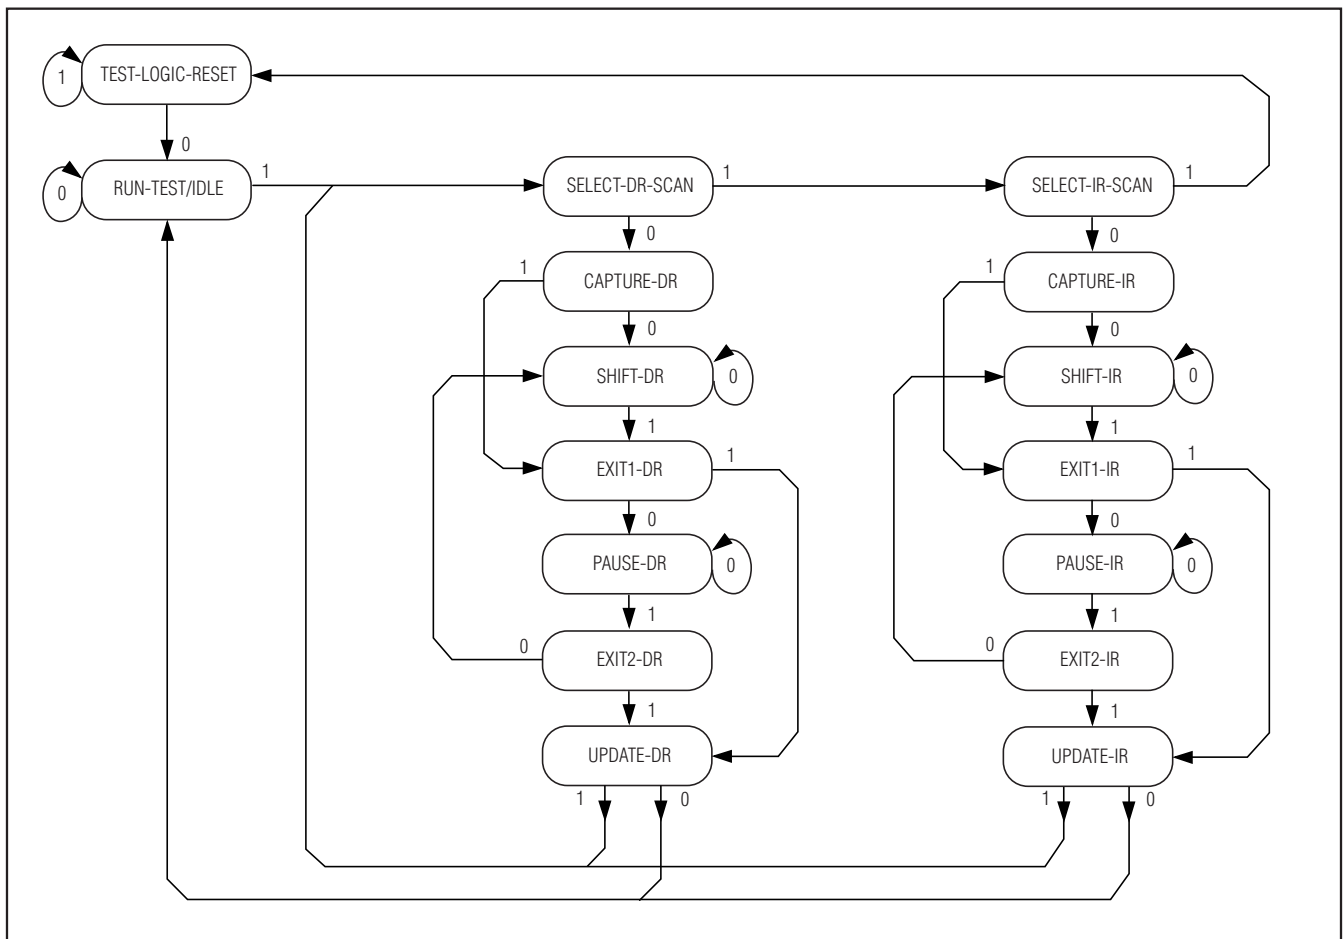 1 TEST-LOGIC-RESET
0
0 RUN-TEST/IDLE 1 SELECT-DR-SCAN 1 SELECT-IR-SCAN 1
0 0
1 CAPTURE-DR 1 CAPTURE-IR
0 0
SHIFT-DR 0 SHIFT-IR 0
1 1
EXIT1-DR 1 EXIT1-IR 1
0 0
PAUSE-DR 0 PAUSE-IR 0
1 1
0 EXIT2-DR 0 EXIT2-IR
1 1
UPDATE-DR UPDATE-IR
1 0 1 0